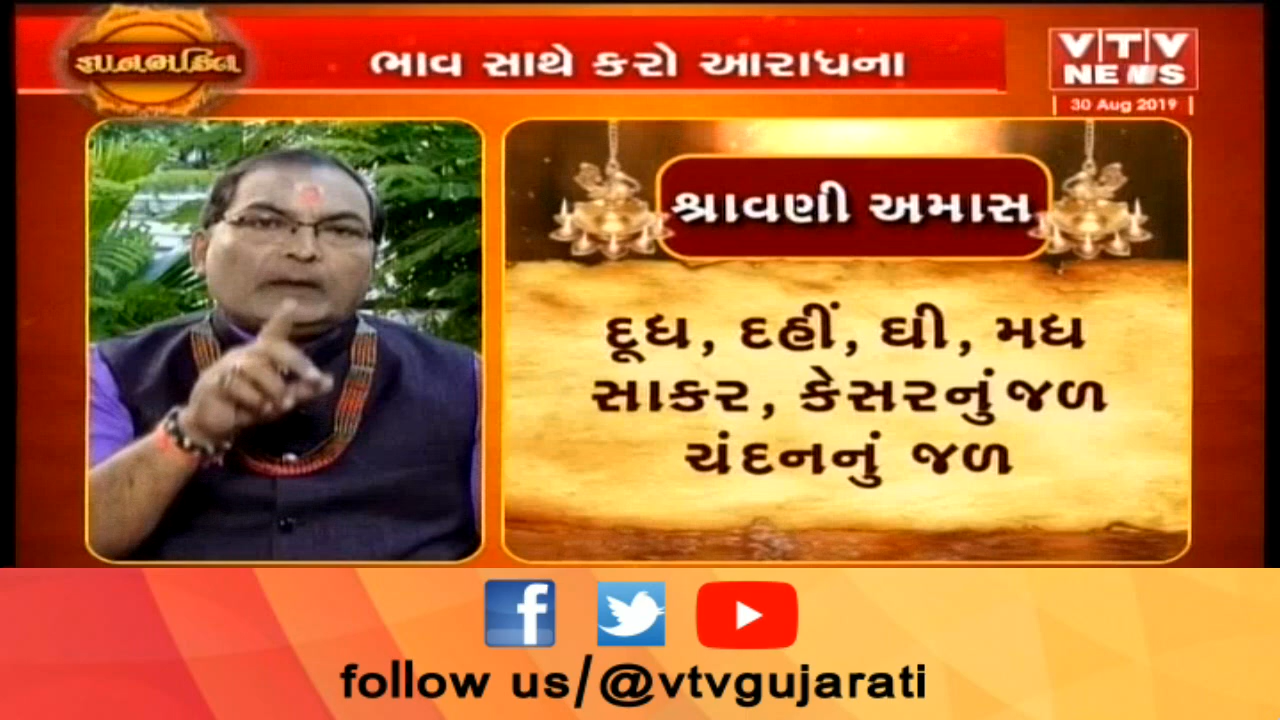 જ્ઞાનભક્તિ
ભાવ સાથે કરો આરાધના
VTV
NEWS
30 Aug 2019
શ્રાવણી અમાસ
દૂધ, દહીં, ઘી, મધ
સાકર, કેસરનું જળ
ચંદનનું જળ
follow us/@vtvgujarati